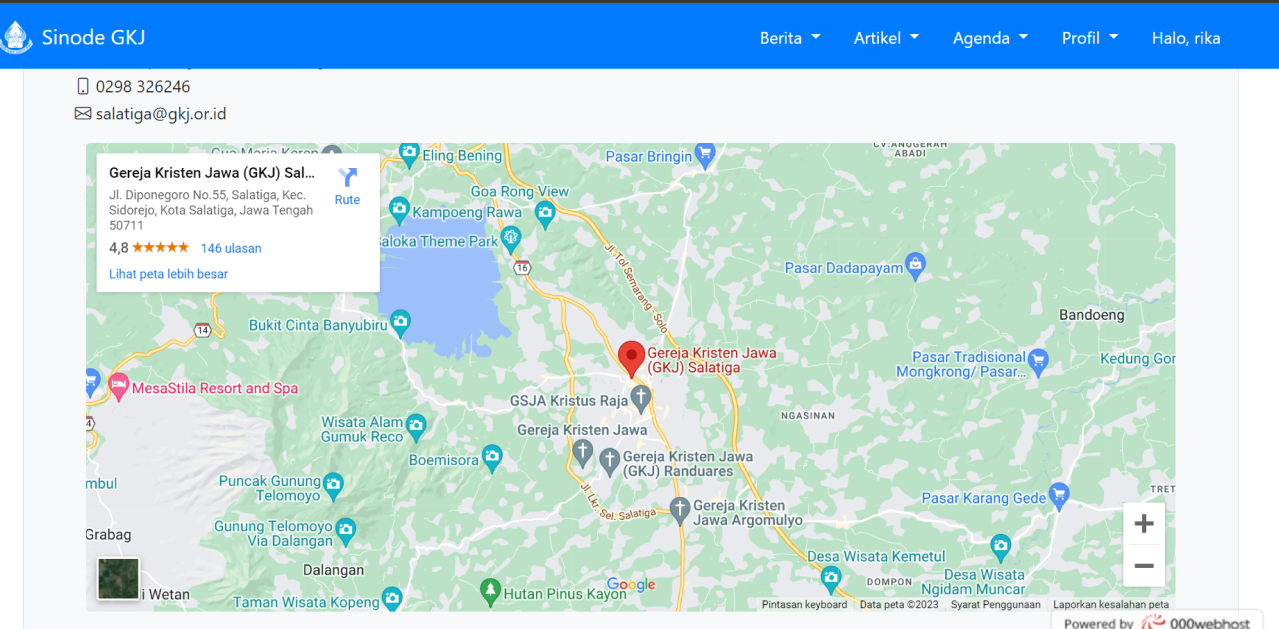 Sinode GKJ
Berita
Artikel
Agenda
Profil
Halo, rika
0298 326246
salatiga@gkj.or.id
Gereja Kristen Jawa (GKJ) Sal...
Rute
Jl. Diponegoro No.55, Salatiga, Kec.
Sidorejo, Kota Salatiga, Jawa Tengah
50711
4,8
146 ulasan
Lihat peta lebih besar
Eling Bening
Pasar Bringin
CV.ANUGERAH
ABADI
Goa Rong View
Kampoeng Rawa
Saloka Theme Park
16
Jl. Tol Semarang - Solo
Pasar Dadapayam
Bandoeng
14
Bukit Cinta Banyubiru
Gereja Kristen Jawa
(GKJ) Salatiga
Pasar Tradisional
Mongkrong/ Pasar...
Kedung Gor
MesaStila Resort and Spa
GSJA Kristus Raja
NGASINAN
Wisata Alam
Gumuk Reco
Gereja Kristen Jawa
Boemisora
Gereja Kristen Jawa
(GKJ) Randuares
mbul
Puncak Gunung
Telomoyo
Jl. Lkr. Sel. Salatiga
Gereja Kristen
Jawa Argomulyo
Pasar Karang Gede
TRET
Grabag
Gunung Telomoyo
Via Dalangan
Dalangan
Desa Wisata Kemetul
DOMPON
Desa Wisata
Ngidam Muncar
i Wetan
Taman Wisata Kopeng
Hutan Pinus Kayon
Google
+
−
Pintasan keyboard
Data peta ©2023
Syarat Penggunaan
Laporkan kesalahan peta
Powered by 000webhost